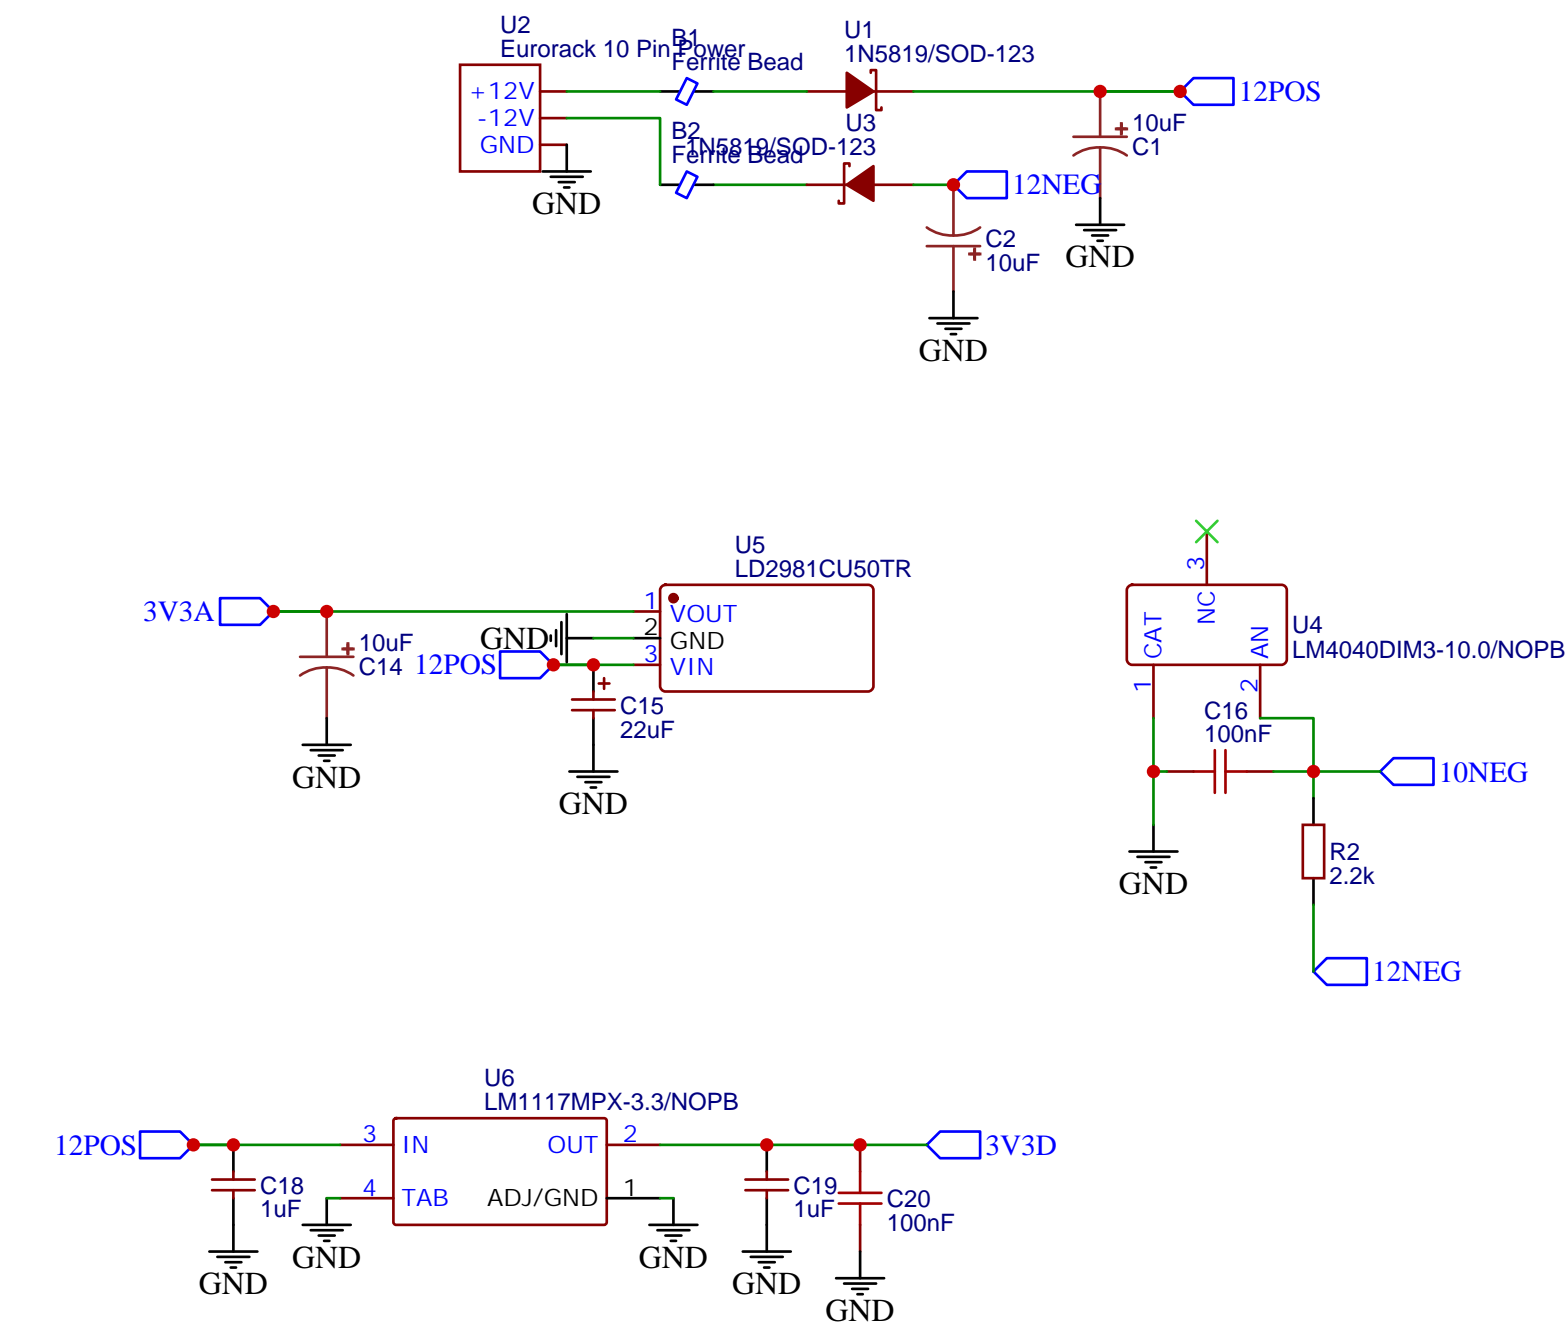 U2
Eurorack 10 Pin Power
+12V
-12V
GND
GND
B1
Ferrite Bead
U1
1N5819/SOD-123
12POS
B2
Ferrite Bead
U3
1N5819/SOD-123
12NEG
+ 10uF
C1
GND
C2
+ 10uF
GND
U5
LD2981CU50TR
3V3A
1 VOUT
GND 2 GND
12POS 3 VIN
+ 10uF
C14
GND
+
C15
22uF
GND
3
NC
CAT
AN
U4
LM4040DIM3-10.0/NOPB
1
2
C16
100nF
10NEG
GND
R2
2.2k
12NEG
U6
LM1117MPX-3.3/NOPB
12POS 3 IN OUT 2 3V3D
4 TAB ADJ/GND 1
C18
1uF
GND
GND
GND
C19
1uF
GND
C20
100nF
GND